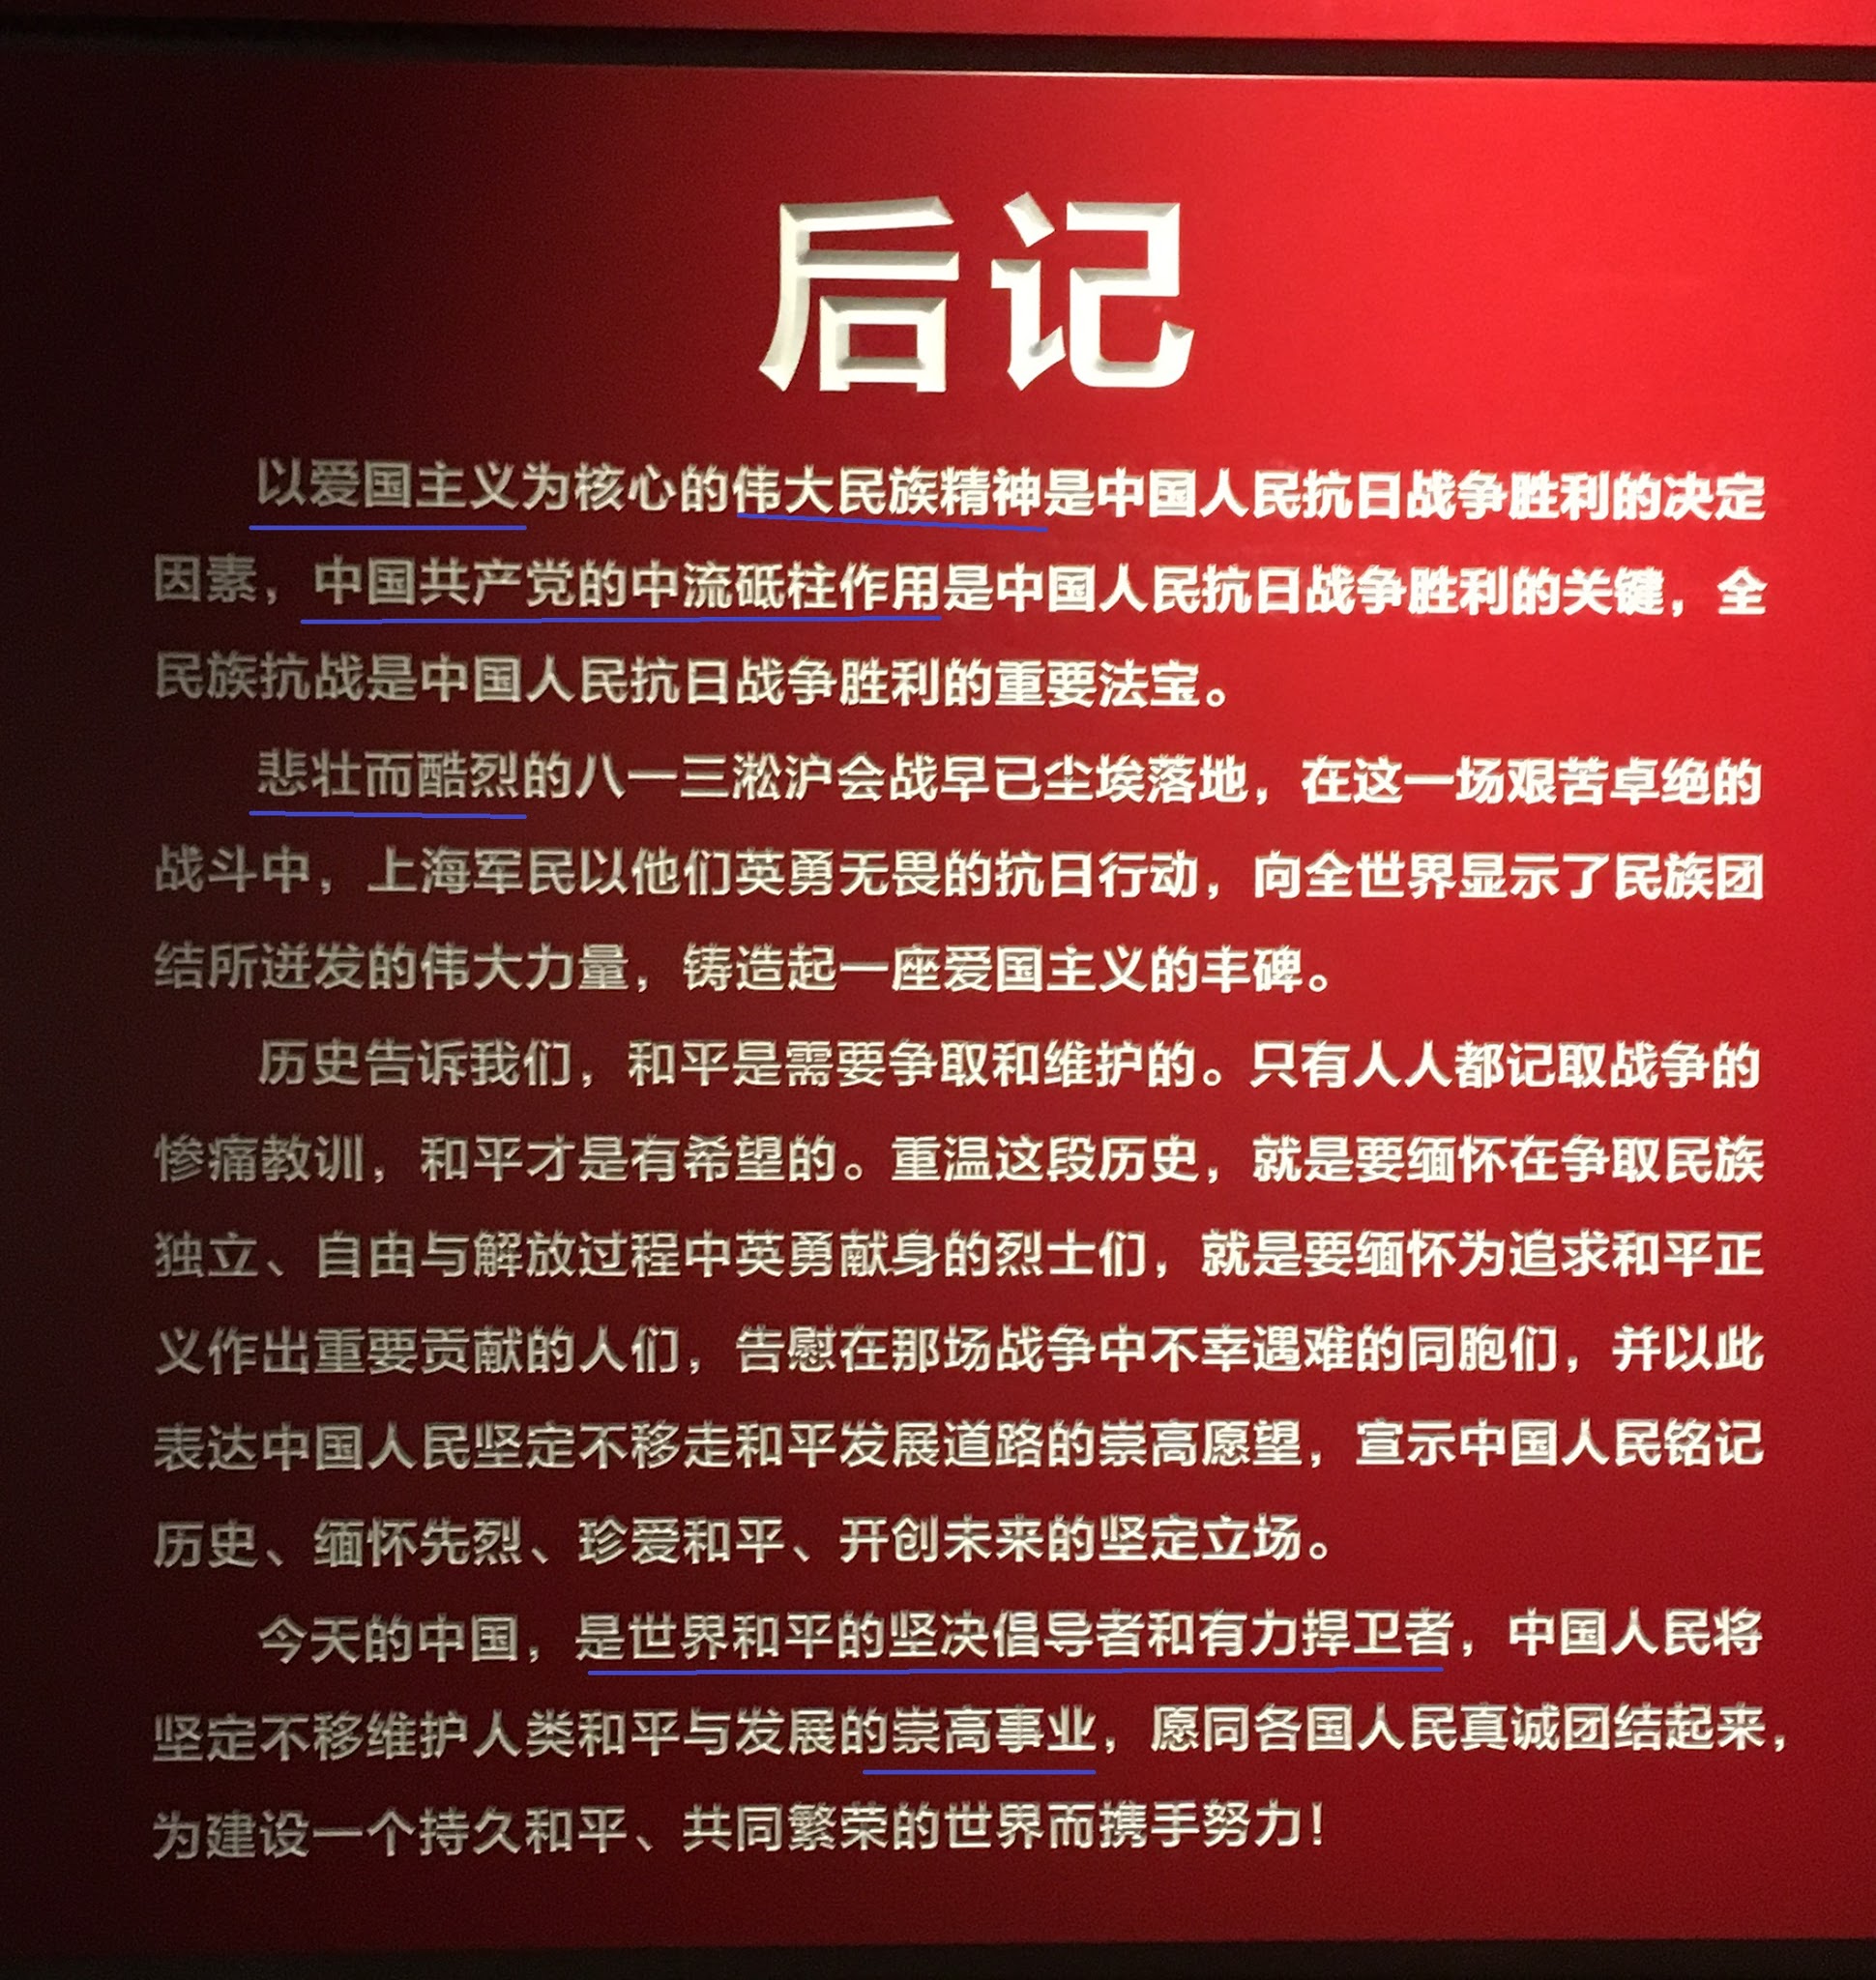 后记
以爱国主义为核心的伟大民族精神是中国人民抗日战争胜利的决定
因素，中国共产党的中流砥柱作用是中国人民抗日战争胜利的关键，全
民族抗战是中国人民抗日战争胜利的重要法宝。
悲壮而酷烈的八一三淞沪会战早已尘埃落地，在这一场艰苦卓绝的
战斗中，上海军民以他们英勇无畏的抗日行动，向全世界显示了民族团
结所迸发的伟大力量，铸造起一座爱国主义的丰碑。
历史告诉我们，和平是需要争取和维护的。只有人人都记取战争的
惨痛教训，和平才是有希望的。重温这段历史，就是要缅怀在争取民族
独立、自由与解放过程中英勇献身的烈士们，就是要缅怀为追求和平正
义作出重要贡献的人们，告慰在那场战争中不幸遇难的同胞们，并以此
表达中国人民坚定不移走和平发展道路的崇高愿望，宣示中国人民铭记
历史、缅怀先烈、珍爱和平、开创未来的坚定立场。
今天的中国，是世界和平的坚决倡导者和有力捍卫者，中国人民将
坚定不移维护人类和平与发展的崇高事业，愿同各国人民真诚团结起来，
为建设一个持久和平、共同繁荣的世界而携手努力！